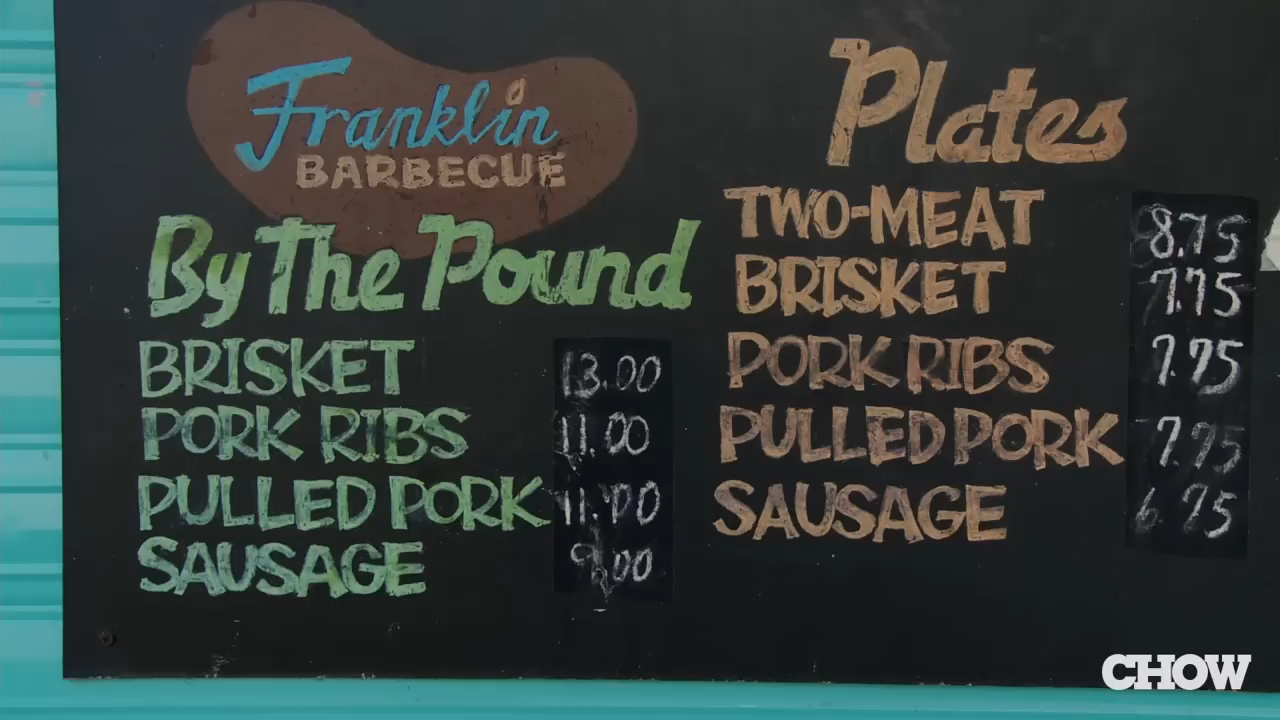 Franklin
BARBECUE
By The Pound
BRISKET 13.00
PORK RIBS 11.00
PULLED PORK 11.00
SAUSAGE 9.00
Plates
TWO-MEAT 8.75
BRISKET 7.75
PORK RIBS 7.75
PULLED PORK 7.75
SAUSAGE 6.75
CHOW